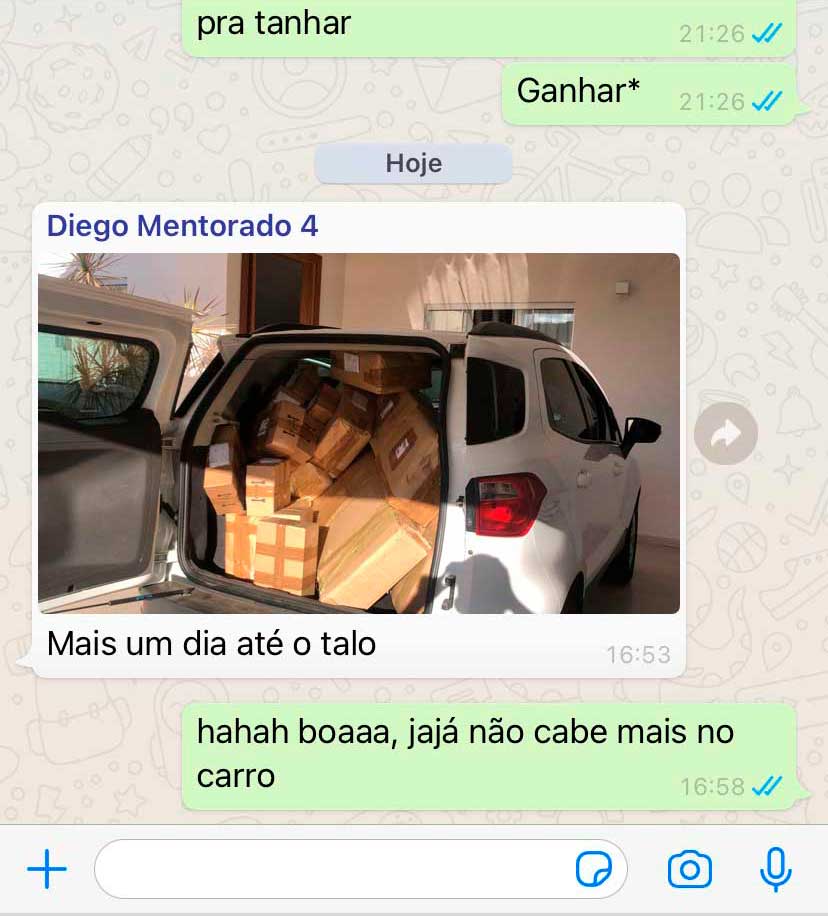 pra tanhar
21:26
Ganhar*
21:26
Hoje
Diego Mentorado 4
Mais um dia até o talo
16:53
hahah boaaa, jajá não cabe mais no
carro
16:58